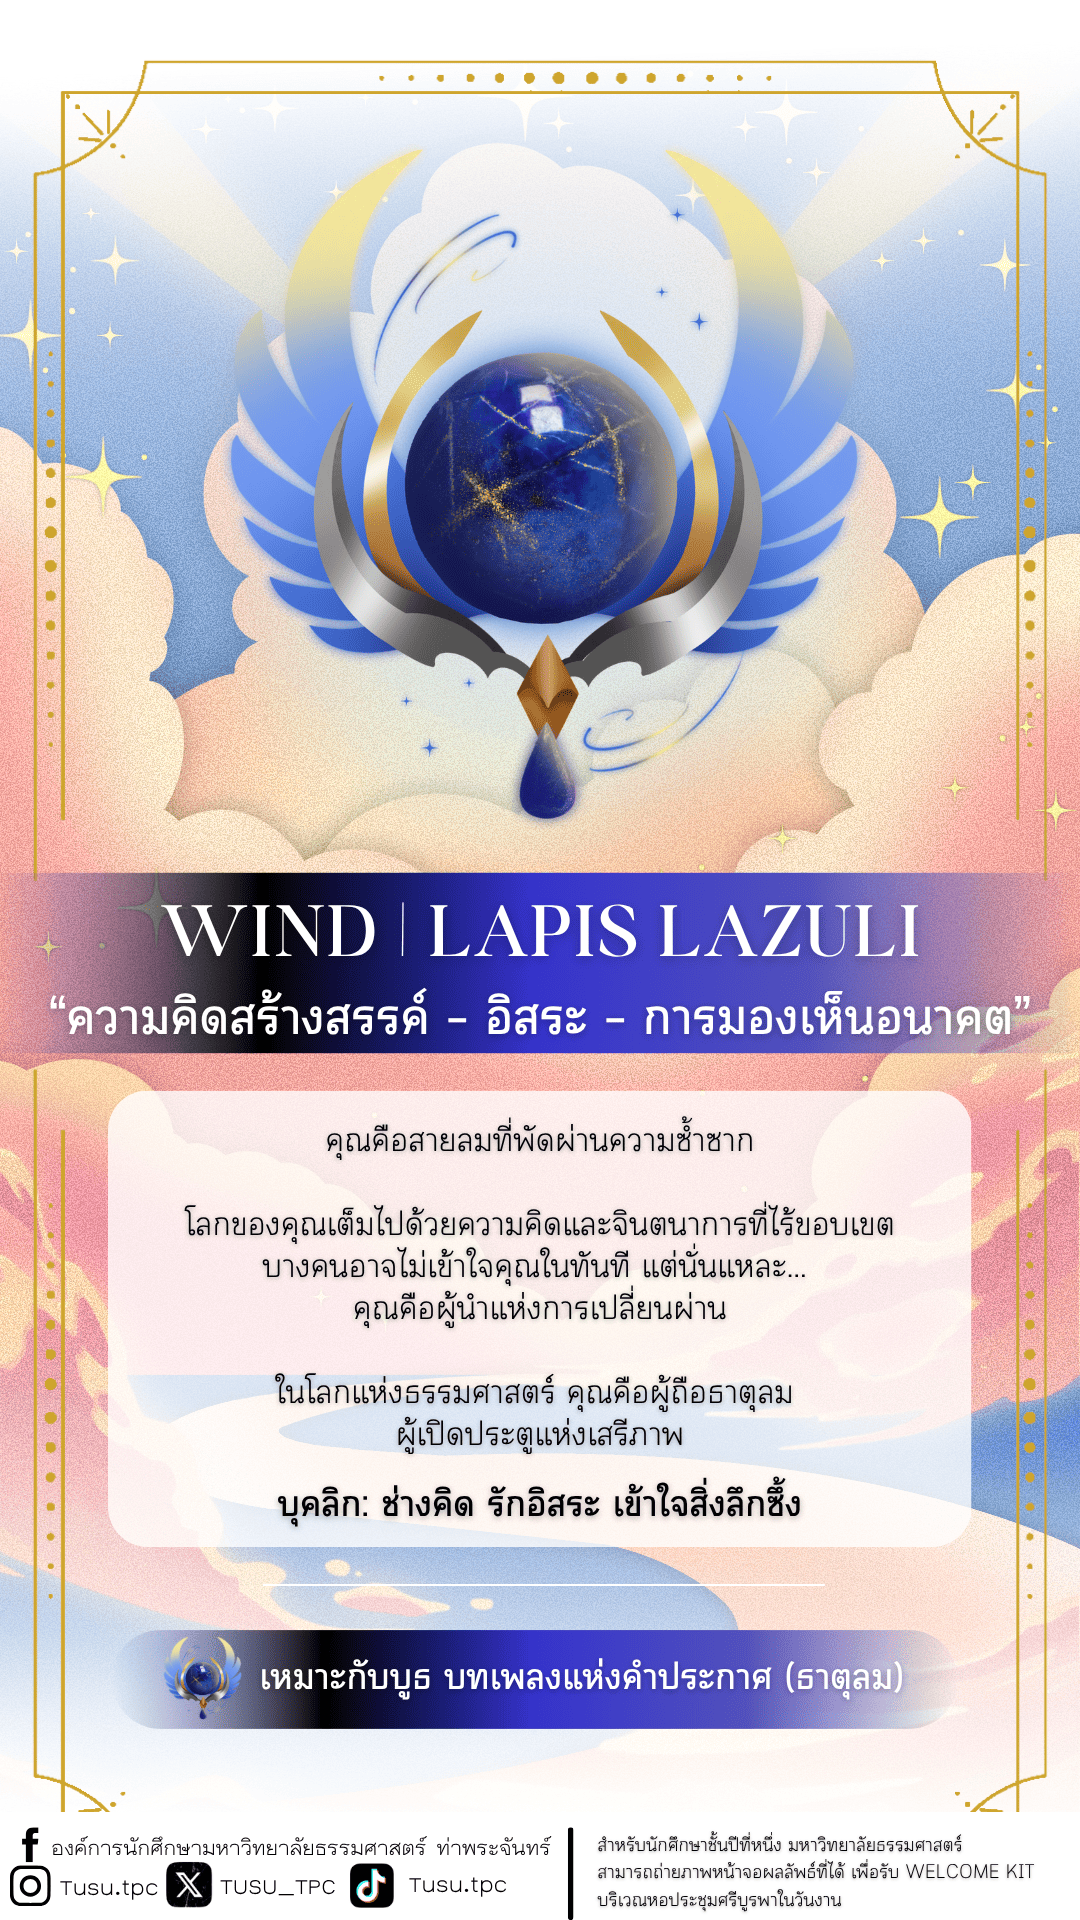 WIND | LAPIS LAZULI
“ความคิดสร้างสรรค์ - อิสระ - การมองเห็นอนาคต”
คุณคือสายลมที่พัดผ่านความซ้ำซาก
โลกของคุณเต็มไปด้วยความคิดและจินตนาการที่ไร้ขอบเขต
บางคนอาจไม่เข้าใจคุณในทันที แต่นั่นแหละ...
คุณคือผู้นำแห่งการเปลี่ยนผ่าน
ในโลกแห่งธรรมศาสตร์ คุณคือผู้ถือธาตุลม
ผู้เปิดประตูแห่งเสรีภาพ
บุคลิก: ช่างคิด รักอิสระ เข้าใจสิ่งลึกซึ้ง
เหมาะกับบูธ บทเพลงแห่งคำประกาศ (ธาตุลม)
องค์การนักศึกษามหาวิทยาลัยธรรมศาสตร์ ท่าพระจันทร์
Tusu.tpc TUSU_TPC Tusu.tpc
สำหรับนักศึกษาชั้นปีที่หนึ่ง มหาวิทยาลัยธรรมศาสตร์
สามารถถ่ายภาพหน้าจอผลลัพธ์ที่ได้ เพื่อรับ WELCOME KIT
บริเวณหอประชุมศรีบูรพาในวันงาน